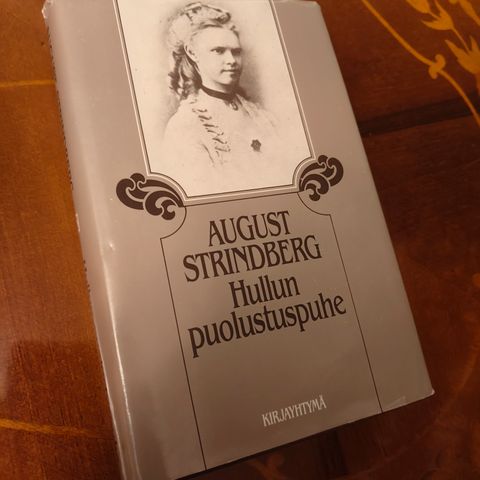 AUGUST
STRINDBERG
Hullun
puolustuspuhe
KIRJAYHTYMÄ